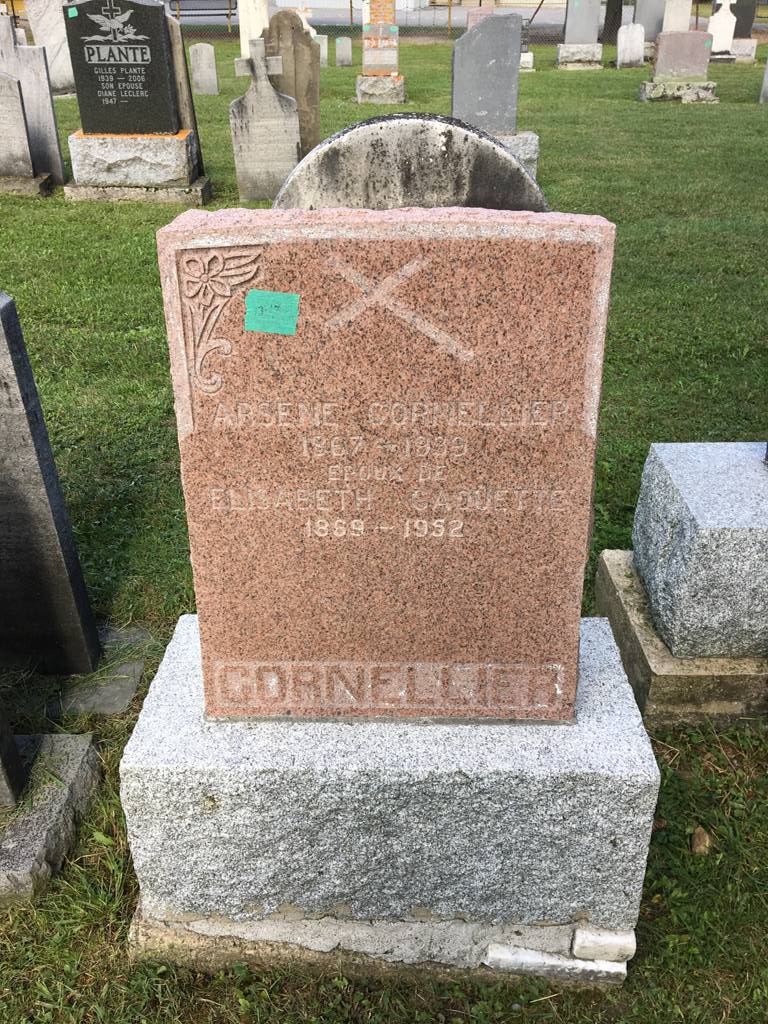 PLANTE
GILLES PLANTE
1939 - 2006
SON EPOUSE
DIANE LECLERC
1947 -
ARSENE CORNELLIER
1867 - 1939
EPOUX DE
ELISABETH CAOUETTE
1869 - 1952
CORNELLIER